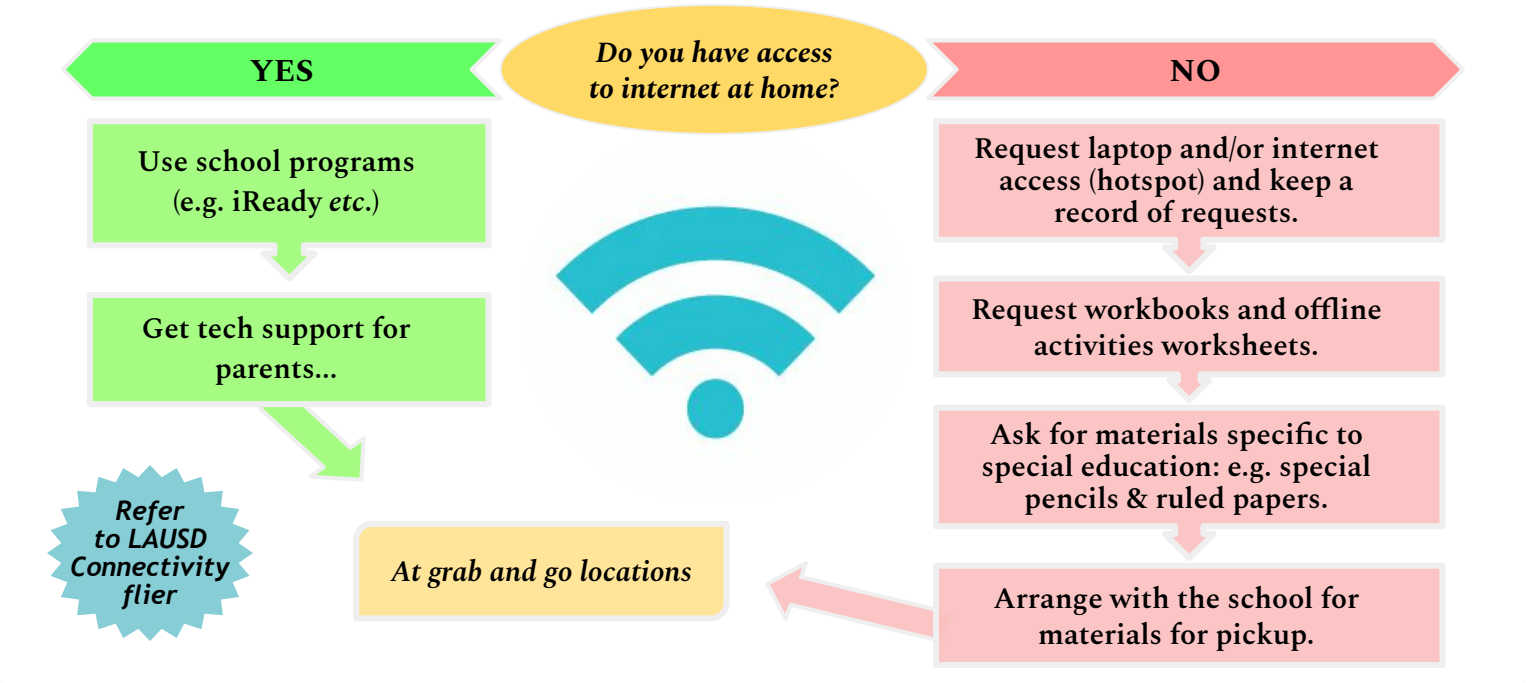 Do you have access
to internet at home?
YES
Use school programs
(e.g. iReady etc.)
Get tech support for
parents...
NO
Request laptop and/or internet
access (hotspot) and keep a
record of requests.
Request workbooks and offline
activities worksheets.
Ask for materials specific to
special education: e.g. special
pencils & ruled papers.
Arrange with the school for
materials for pickup.
At grab and go locations
Refer
to LAUSD
Connectivity
flier